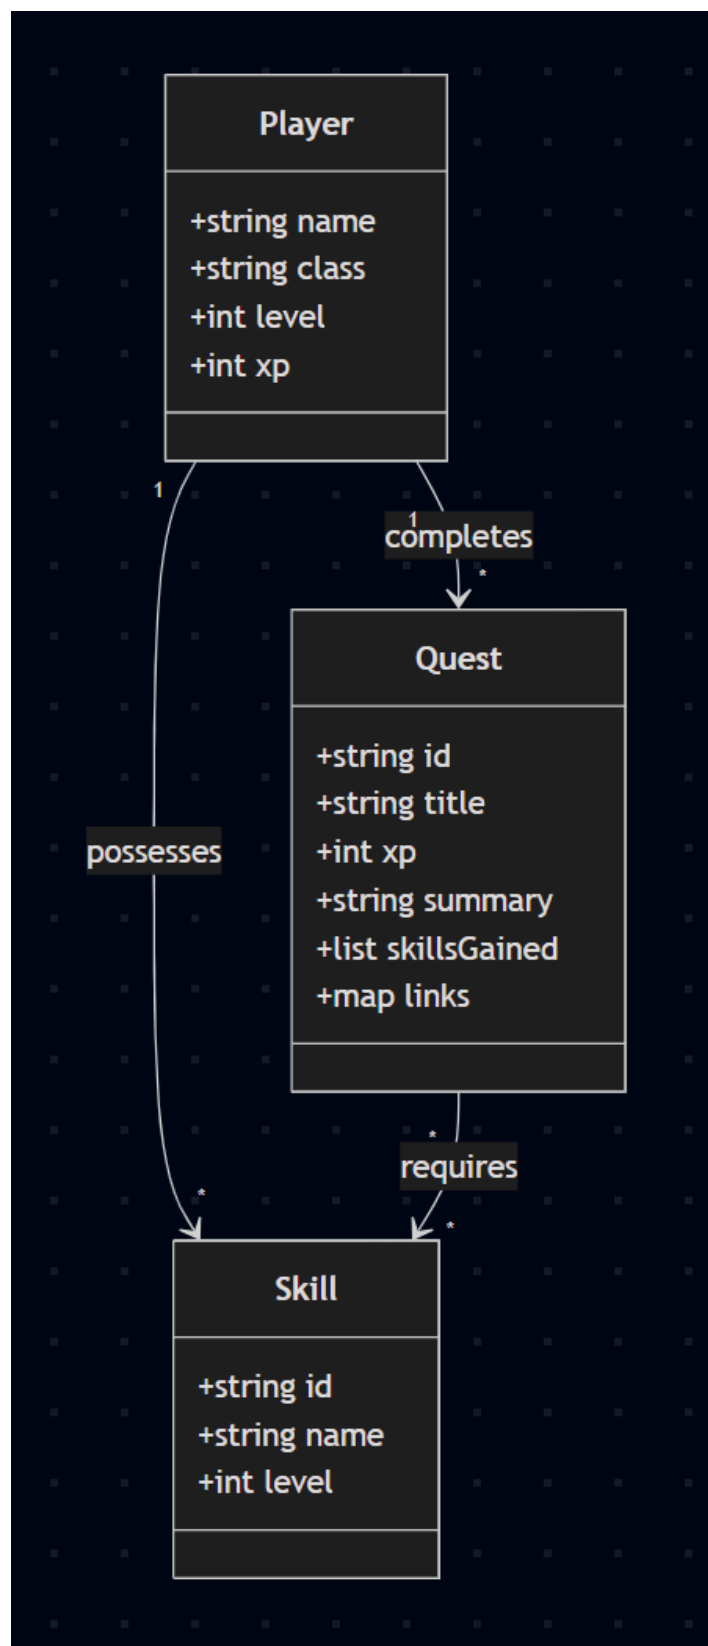 Player
+string name
+string class
+int level
+int xp
1
1
completes
*
Quest
+string id
+string title
+int xp
+string summary
+list skillsGained
+map links
possesses
*
requires
*
*
Skill
+string id
+string name
+int level